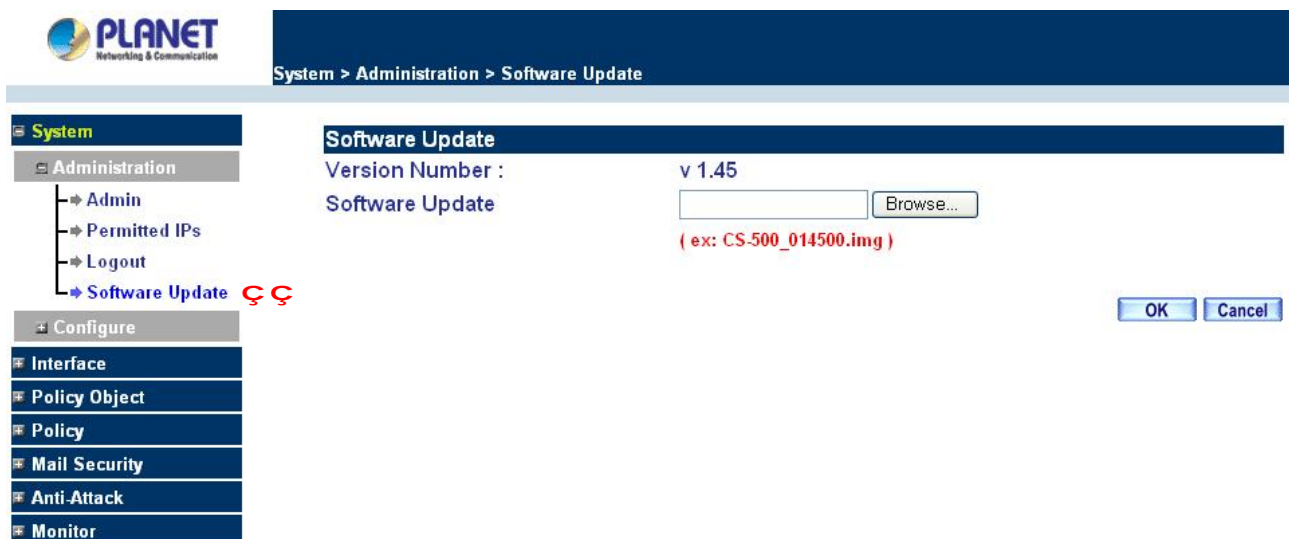 PLANET
Networking & Communication
System > Administration > Software Update
System
Administration
Admin
Permitted IPs
Logout
Software Update Ç Ç
Configure
Interface
Policy Object
Policy
Mail Security
Anti-Attack
Monitor
Software Update
Version Number : v 1.45
Software Update Browse...
( ex: CS-500_014500.img )
OK Cancel